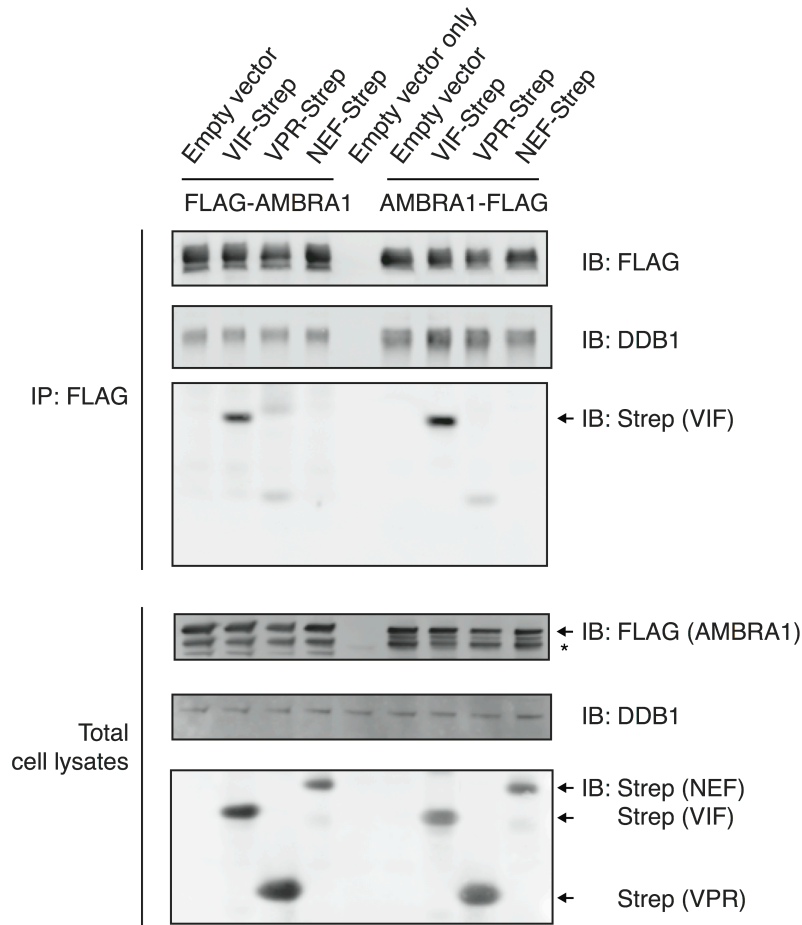 Empty vector
VIF-Strep
VPR-Strep
NEF-Strep
Empty vector only
Empty vector
VIF-Strep
VPR-Strep
NEF-Strep
FLAG-AMBRA1
AMBRA1-FLAG
IP: FLAG
IB: FLAG
IB: DDB1
IB: Strep (VIF)
Total
cell lysates
IB: FLAG (AMBRA1)
*
IB: DDB1
IB: Strep (NEF)
Strep (VIF)
Strep (VPR)